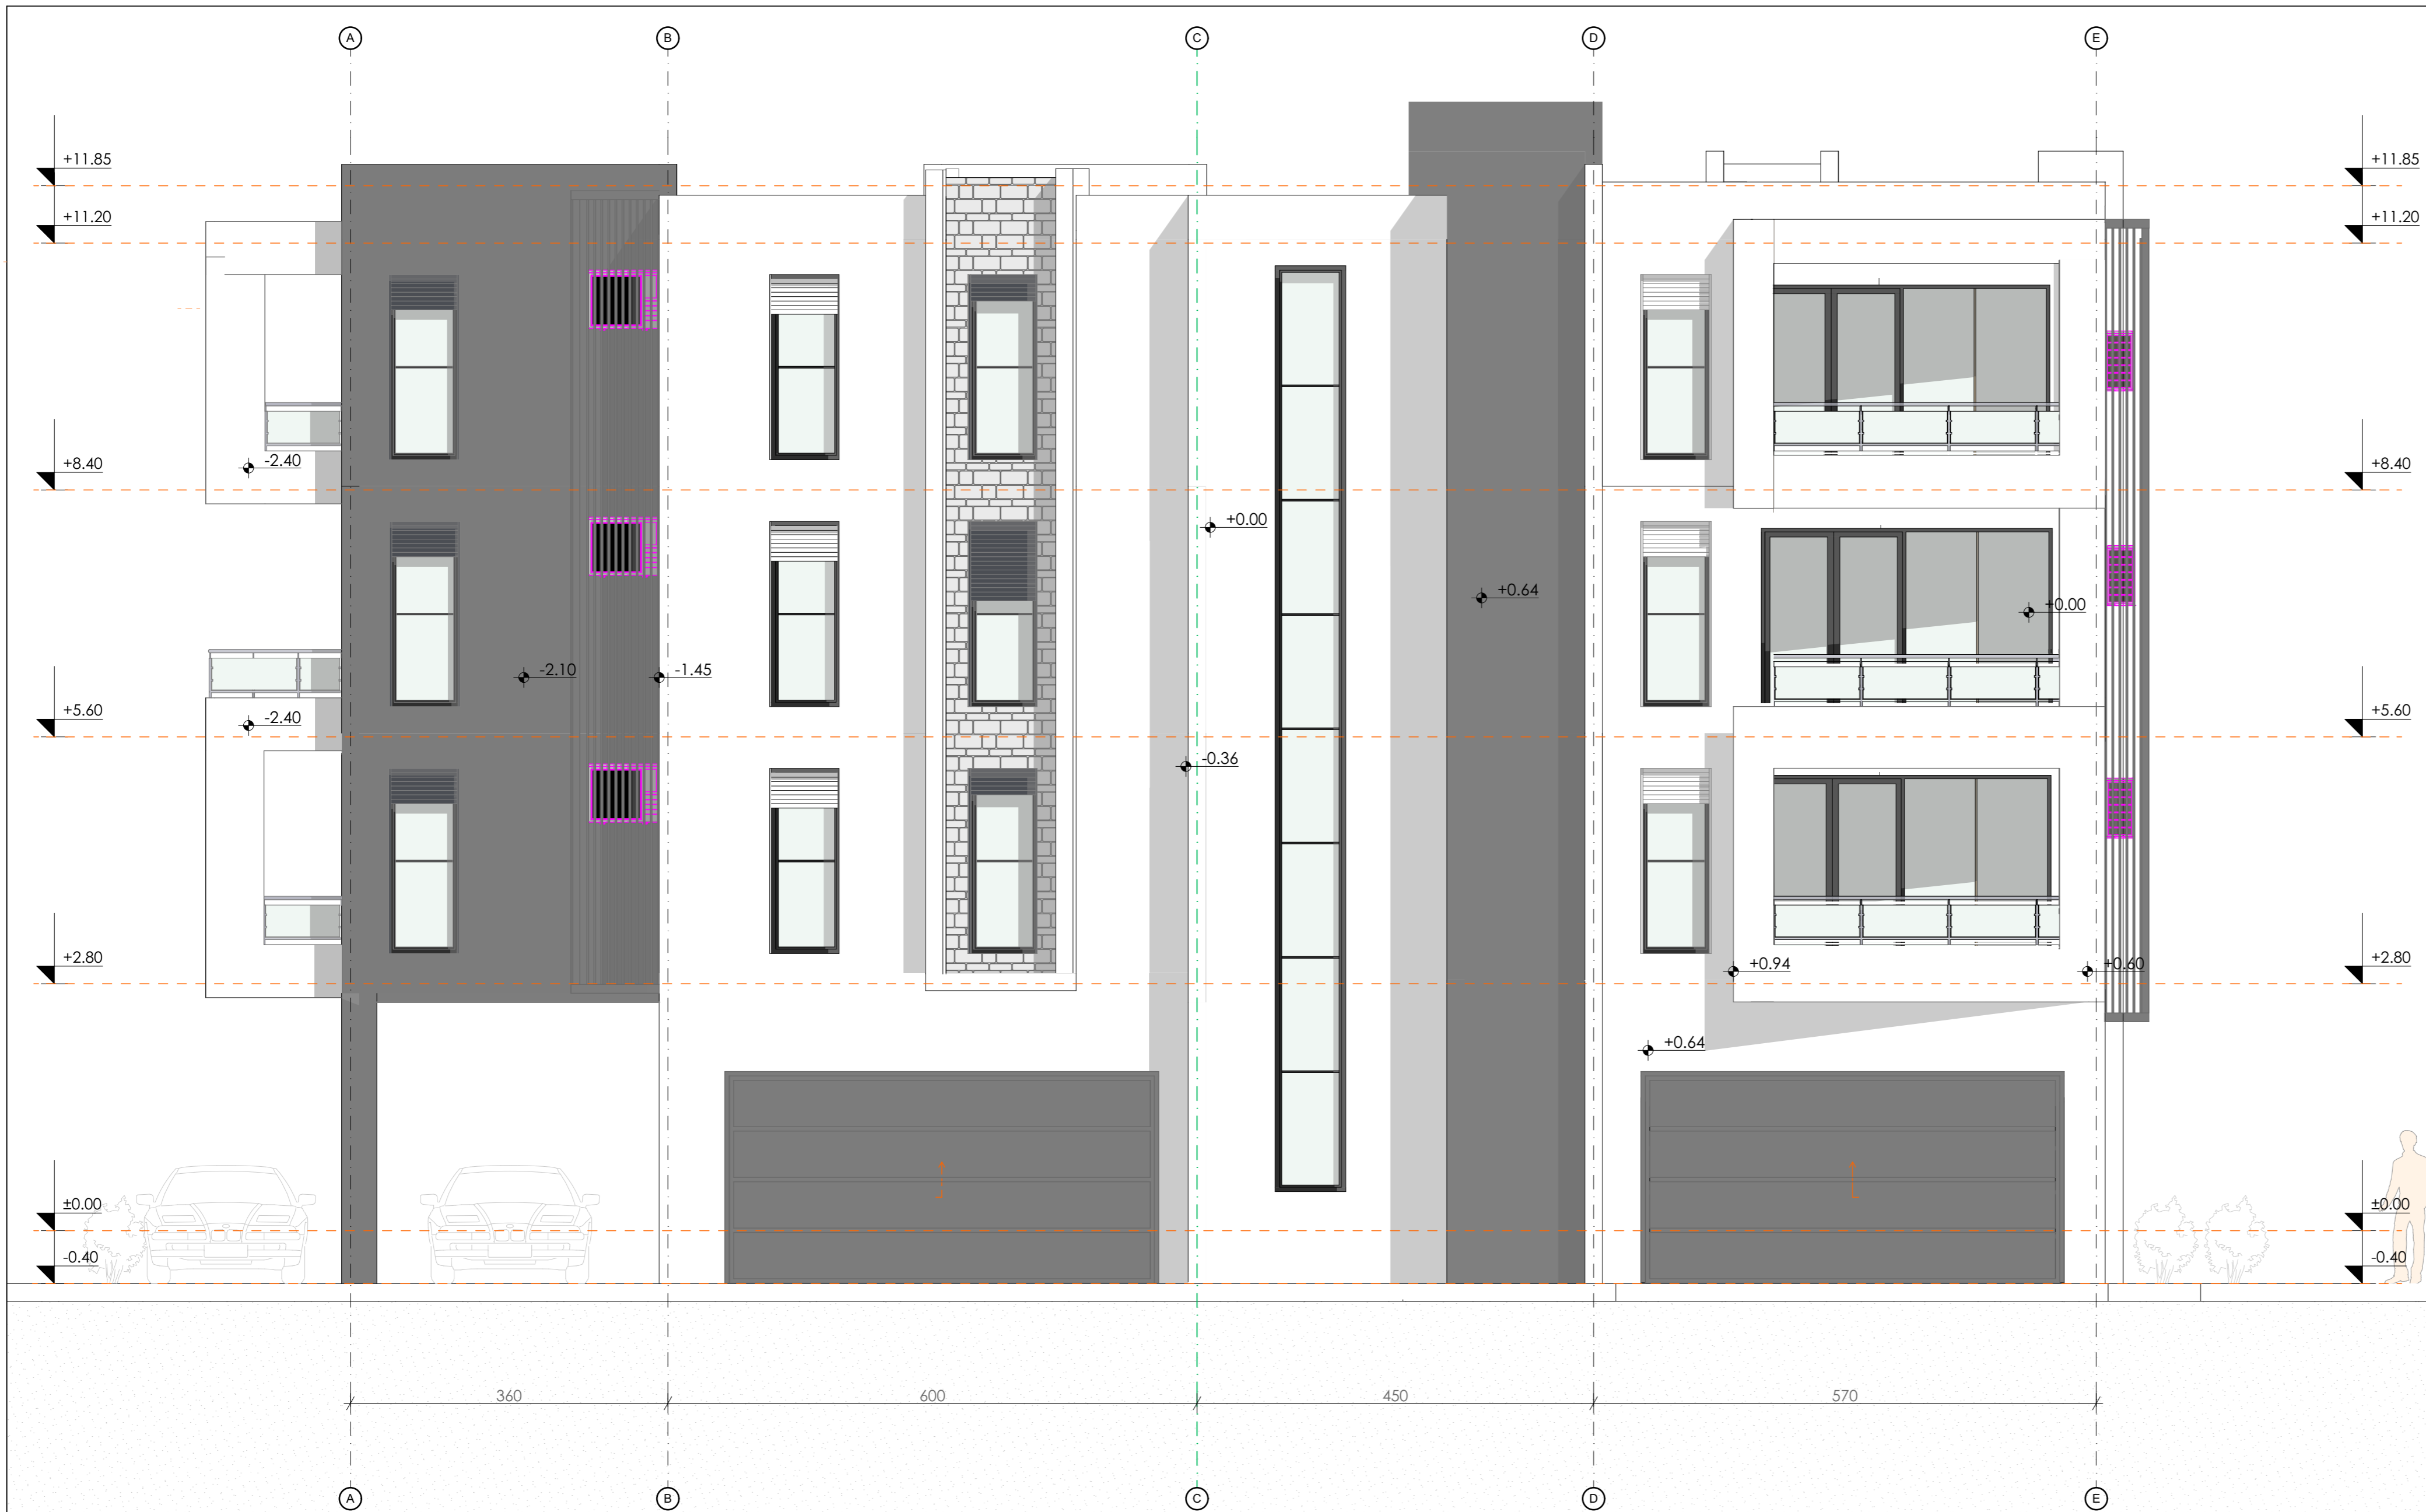 A B C D E
+11.85 +11.85
+11.20 +11.20
-2.40 +8.40 +8.40
+0.00
+0.64
+0.00
-2.10 -1.45
+5.60 -2.40 +5.60
-0.36
+2.80 +0.94 +0.60 +2.80
+0.64
±0.00 ±0.00
-0.40 -0.40
360 600 450 570
A B C D E